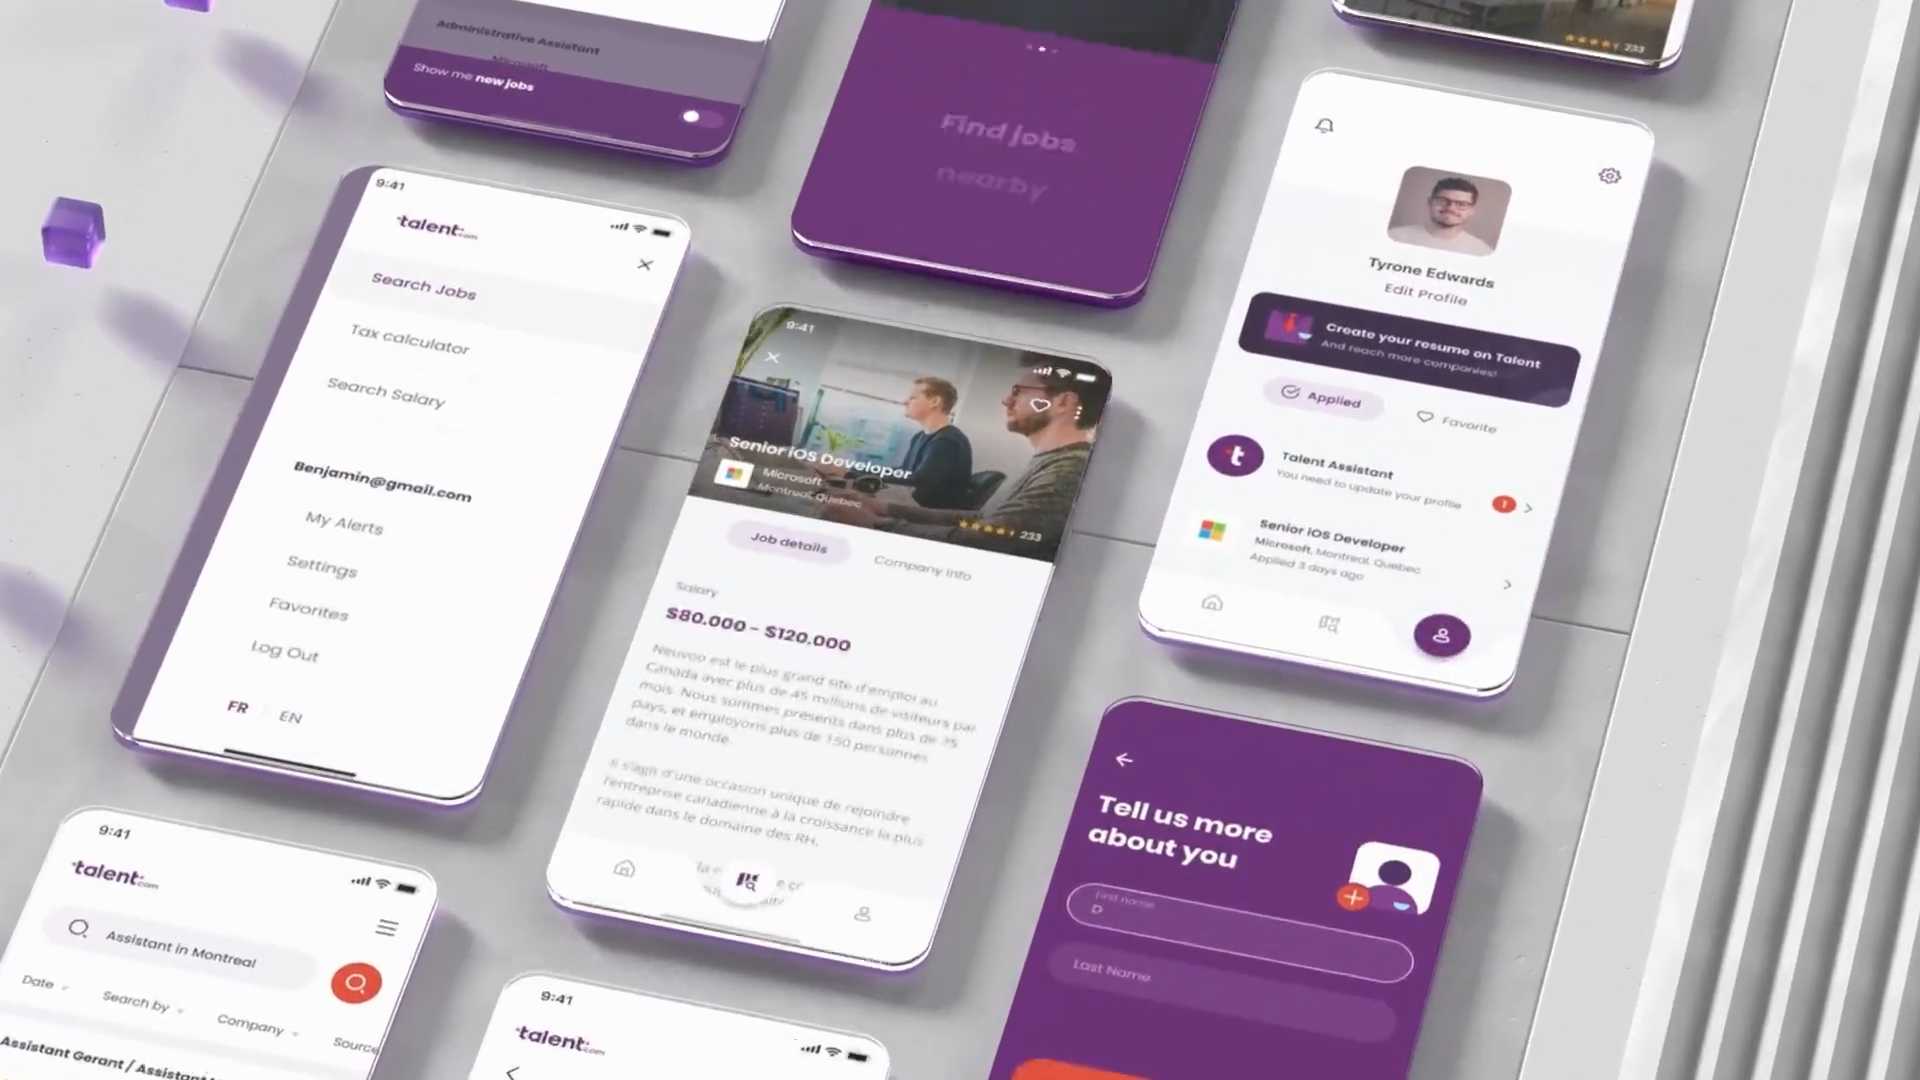 Administrative Assistant
Microsoft
Show me new jobs
Find jobs
nearby
233
9:41
talent.com
Search Jobs
Tax calculator
Search Salary
Benjamin@gmail.com
My Alerts
Settings
Favorites
Log Out
FR EN
9:41
Senior iOS Developer
Microsoft
Montreal, Quebec
233
Job details Company Info
Salary
$80.000 - $120.000
Neuvoo est le plus grand site d'emploi au
Canada avec plus de 45 millions de visiteurs par
mois. Nous sommes présents dans plus de 75
pays, et employons plus de 150 personnes
dans le monde.
Il s'agit d'une occasion unique de rejoindre
l'entreprise canadienne à la croissance la plus
rapide dans le domaine des RH.
Tyrone Edwards
Edit Profile
Create your resume on Talent
And reach more companies!
Applied Favorite
Talent Assistant
You need to update your profile
1
Senior iOS Developer
Microsoft, Montreal, Quebec
Applied 3 days ago
Tell us more
about you
First name
D
Last Name
9:41
talent.com
Assistant in Montreal
Date Search by Company Source
Assistant Gerant / Assistant
9:41
talent.com